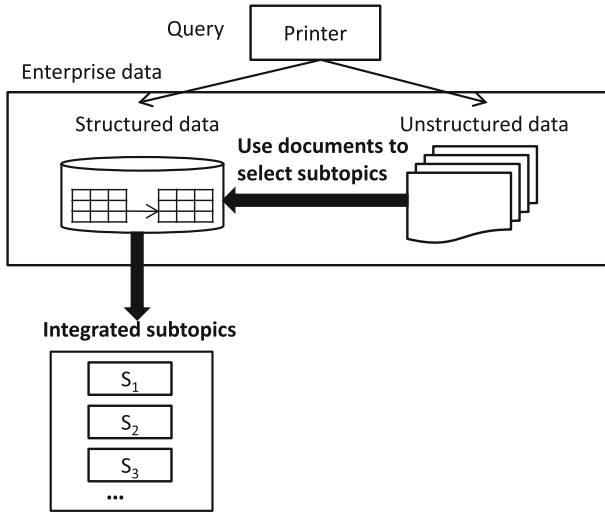 Query
Printer
Enterprise data
Structured data
Unstructured data
Use documents to
select subtopics
Integrated subtopics
S1
S2
S3
...